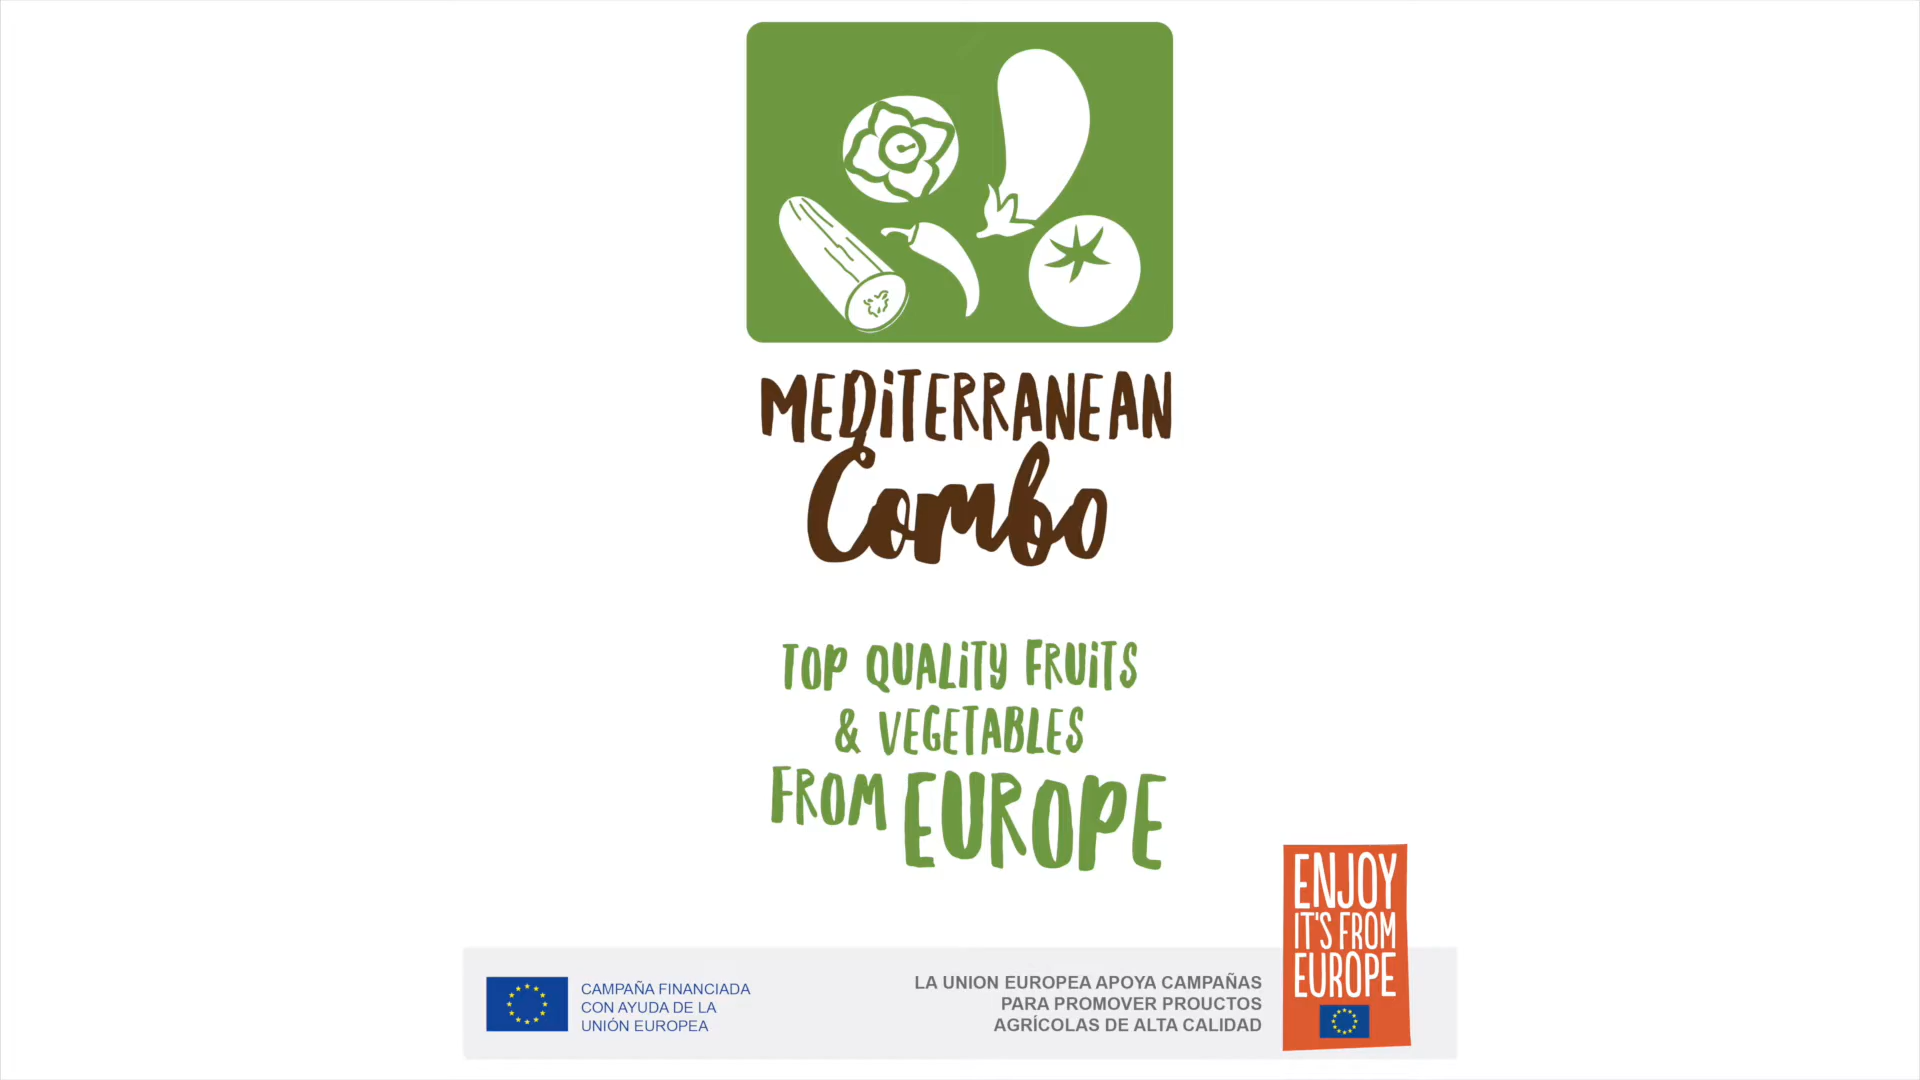 MEDiTERRANEAN
Combo
TOP QUALiTY FRUiTS
& VEGETABLES
FROM EUROPE
CAMPAÑA FINANCIADA
CON AYUDA DE LA
UNIÓN EUROPEA
LA UNION EUROPEA APOYA CAMPAÑAS
PARA PROMOVER PROUCTOS
AGRÍCOLAS DE ALTA CALIDAD
ENJOY
IT'S FROM
EUROPE